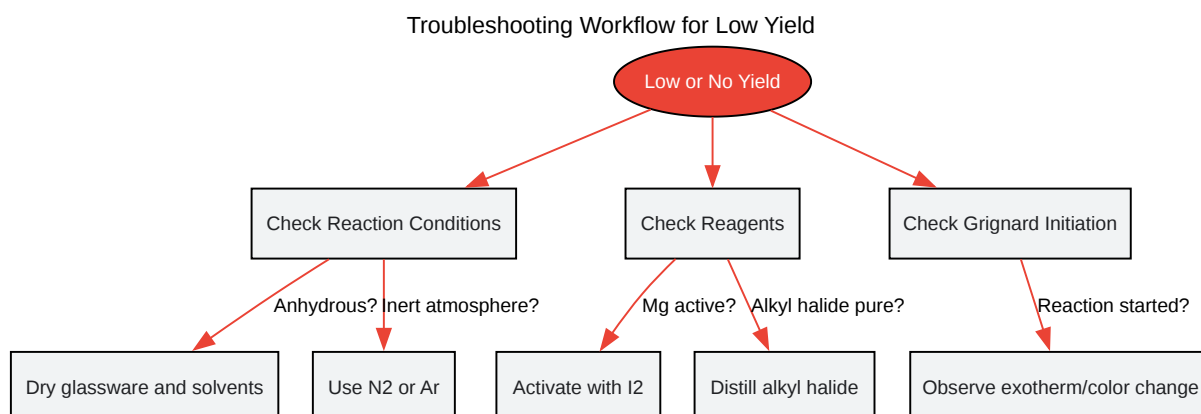 Troubleshooting Workflow for Low Yield
Low or No Yield
Check Reaction Conditions
Check Reagents
Check Grignard Initiation
Anhydrous?
Inert atmosphere?
Mg active?
Alkyl halide pure?
Reaction started?
Dry glassware and solvents
Use N2 or Ar
Activate with I2
Distill alkyl halide
Observe exotherm/color change